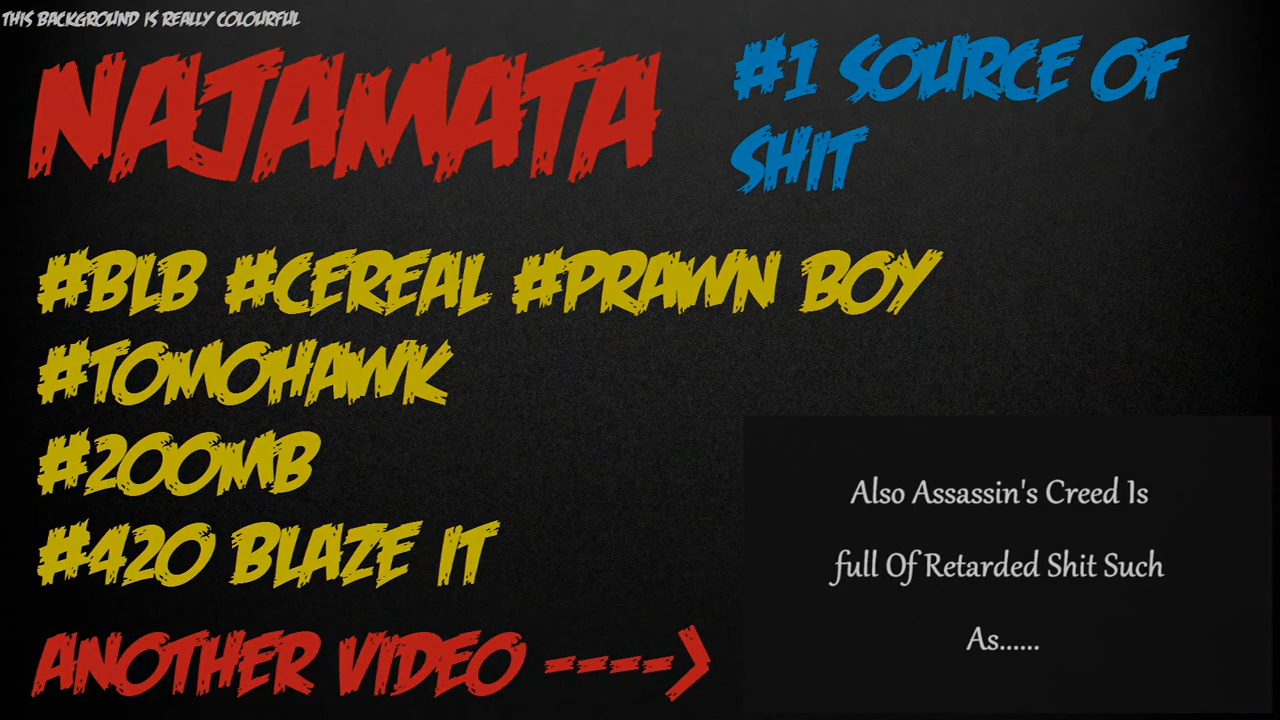 THIS BACKGROUND IS REALLY COLOURFUL
NAJAMATA
#1 SOURCE OF
SHIT
#BLB #CEREAL #PRAWN BOY
#TOMOHAWK
#200MB
#420 BLAZE IT
ANOTHER VIDEO ---->
Also Assassin's Creed Is
full Of Retarded Shit Such
As......